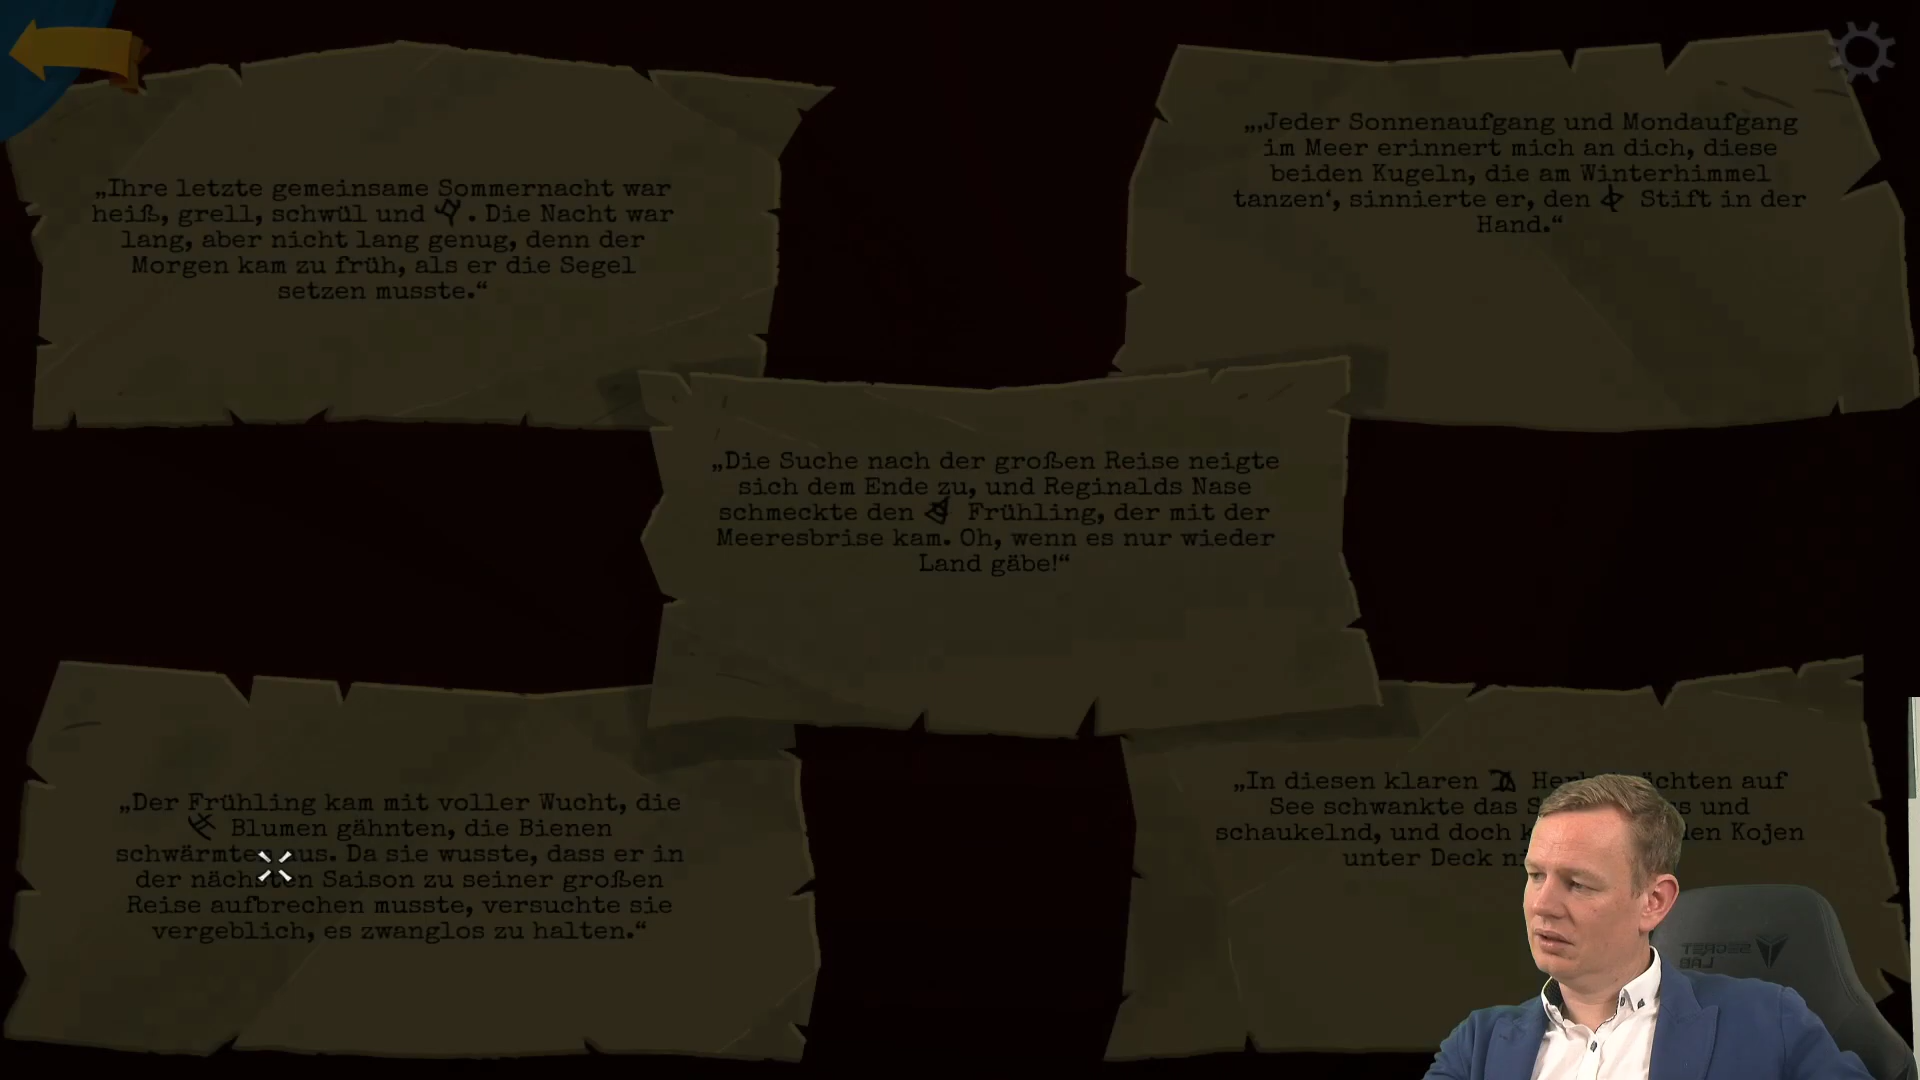 „Ihre letzte gemeinsame Sommernacht war
heiß, grell, schwül und . Die Nacht war
lang, aber nicht lang genug, denn der
Morgen kam zu früh, als er die Segel
setzen musste.“
„‚Jeder Sonnenaufgang und Mondaufgang
im Meer erinnert mich an dich, diese
beiden Kugeln, die am Winterhimmel
tanzen‘, sinnierte er, den Stift in der
Hand.“
„Die Suche nach der großen Reise neigte
sich dem Ende zu, und Reginalds Nase
schmeckte den Frühling, der mit der
Meeresbrise kam. Oh, wenn es nur wieder
Land gäbe!“
„Der Frühling kam mit voller Wucht, die
Blumen gähnten, die Bienen
schwärmten aus. Da sie wusste, dass er in
der nächsten Saison zu seiner großen
Reise aufbrechen musste, versuchte sie
vergeblich, es zwanglos zu halten.“
„In diesen klaren auf
See schwankte das und
schaukelnd, und doch Kojen
unter Deck
SECRET
LAB